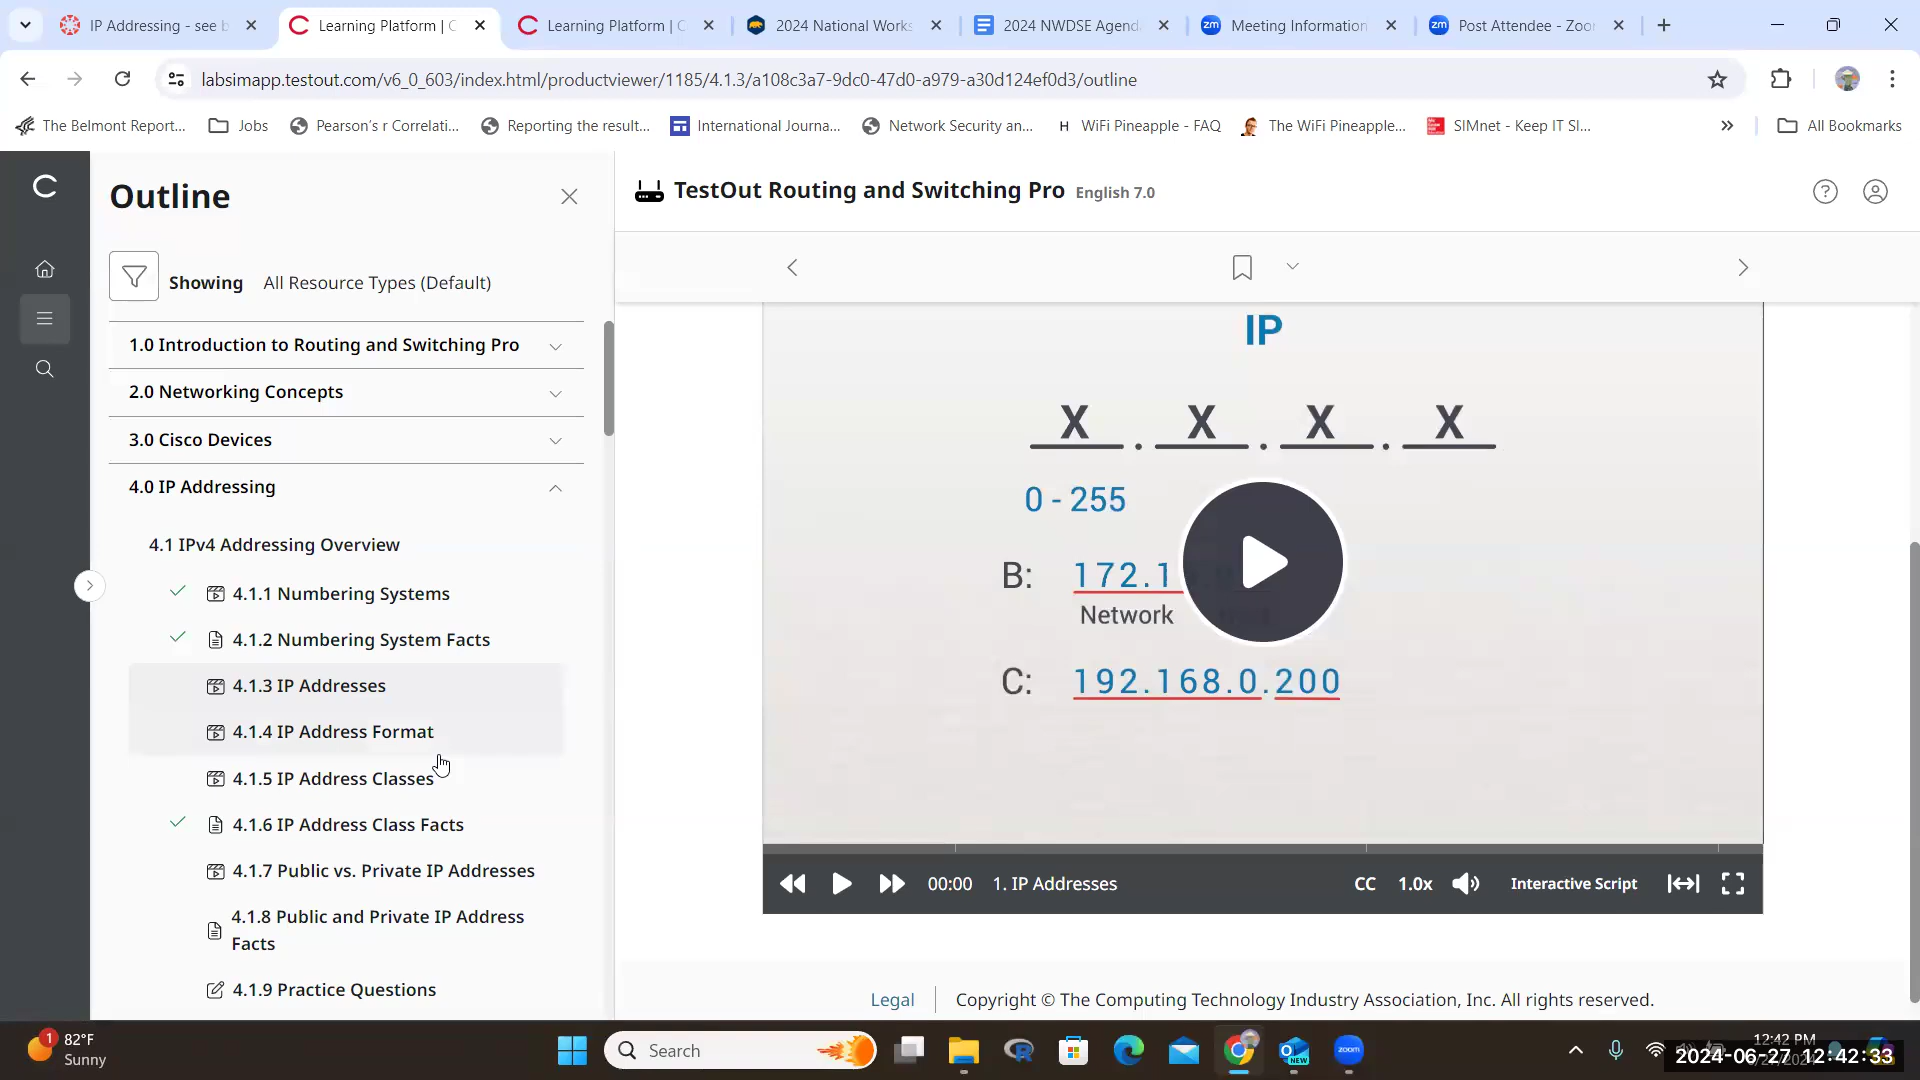 IP Addressing - see b
Learning Platform | C
Learning Platform | C
2024 National Works
2024 NWDSE Agend
Meeting Information
Post Attendee - Zoo
labsimapp.testout.com/v6_0_603/index.html/productviewer/1185/4.1.3/a108c3a7-9dc0-47d0-a979-a30d124ef0d3/outline
The Belmont Report...
Jobs
Pearson's r Correlati...
Reporting the result...
International Journa...
Network Security an...
H WiFi Pineapple - FAQ
The WiFi Pineapple...
SIMnet - Keep IT SI...
All Bookmarks
Outline
Showing All Resource Types (Default)
1.0 Introduction to Routing and Switching Pro
2.0 Networking Concepts
3.0 Cisco Devices
4.0 IP Addressing
4.1 IPv4 Addressing Overview
4.1.1 Numbering Systems
4.1.2 Numbering System Facts
4.1.3 IP Addresses
4.1.4 IP Address Format
4.1.5 IP Address Classes
4.1.6 IP Address Class Facts
4.1.7 Public vs. Private IP Addresses
4.1.8 Public and Private IP Address
Facts
4.1.9 Practice Questions
TestOut Routing and Switching Pro English 7.0
IP
X . X . X . X
0 - 255
B: 172.1
Network
C: 192.168.0.200
00:00 1. IP Addresses
CC 1.0x Interactive Script
Legal
Copyright © The Computing Technology Industry Association, Inc. All rights reserved.
1
82°F
Sunny
Search
zoom
NEW
12:42 PM
2024-06-27 12:42:33